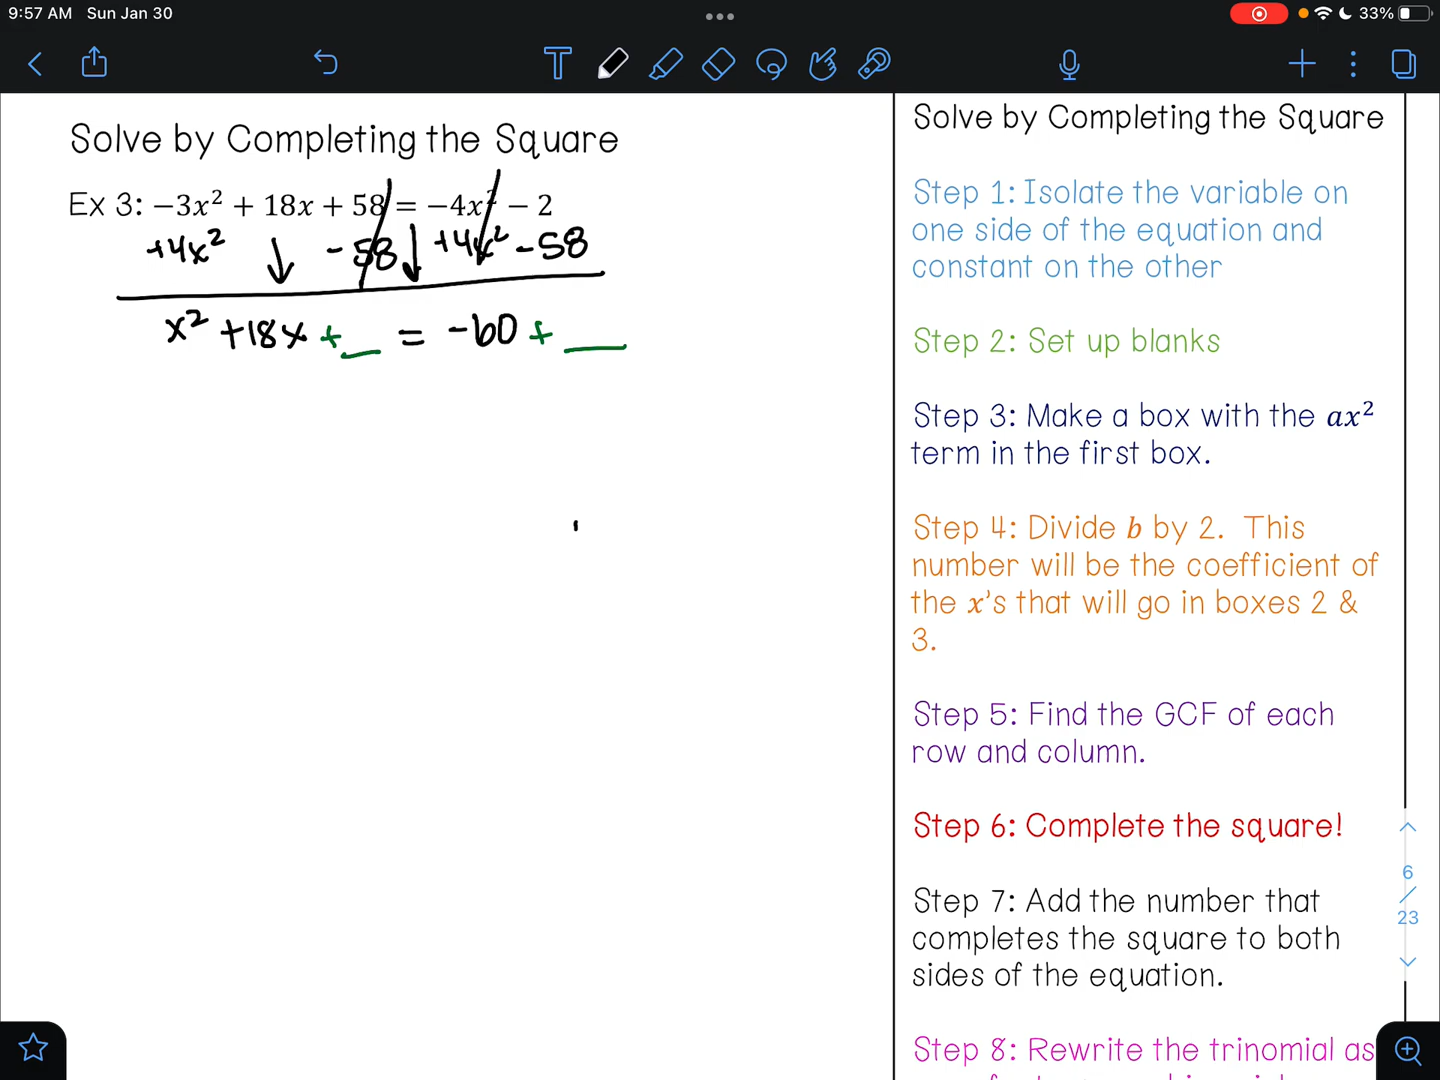 9:57 AM Sun Jan 30
33%
Solve by Completing the Square
Ex 3: −3x² + 18x + 58 = −4x² − 2
+4x² ↓ -58 ↓ +4x² -58
x² +18x + __ = -60 + __
Solve by Completing the Square
Step 1: Isolate the variable on
one side of the equation and
constant on the other
Step 2: Set up blanks
Step 3: Make a box with the ax²
term in the first box.
Step 4: Divide b by 2. This
number will be the coefficient of
the x's that will go in boxes 2 &
3.
Step 5: Find the GCF of each
row and column.
Step 6: Complete the square!
Step 7: Add the number that
completes the square to both
sides of the equation.
Step 8: Rewrite the trinomial as
6
/
23